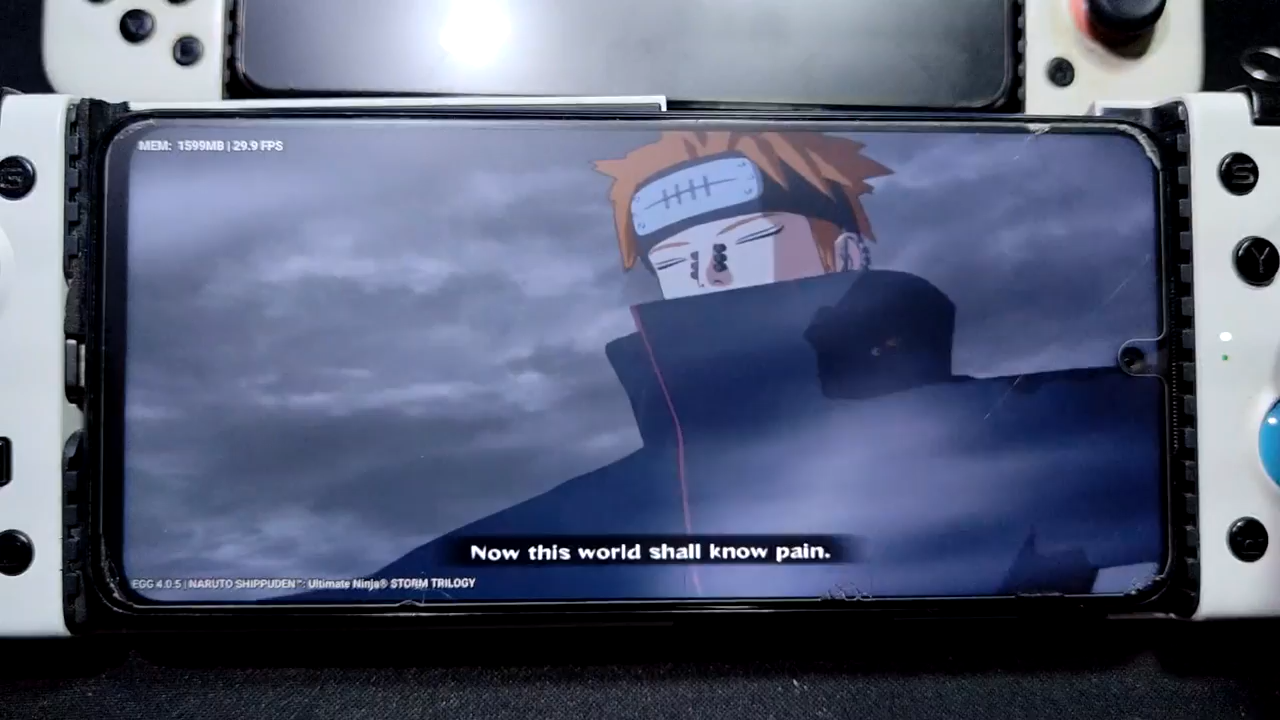 MEM: 1599MB | 29.9 FPS
S
Y
Now this world shall know pain.
EGG 4.0.5 | NARUTO SHIPPUDEN™: Ultimate Ninja® STORM TRILOGY